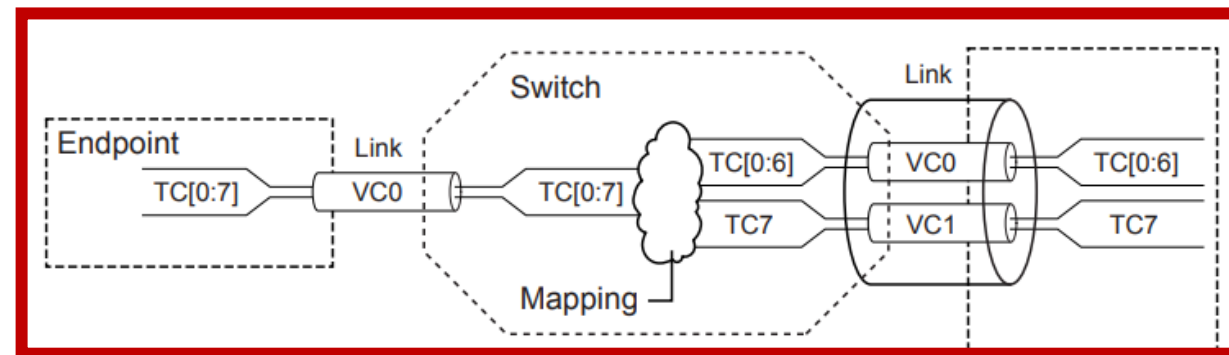 Switch
Link
Endpoint
Link
TC[0:7]
VC0
TC[0:7]
TC[0:6]
VC0
TC[0:6]
TC7
VC1
TC7
Mapping